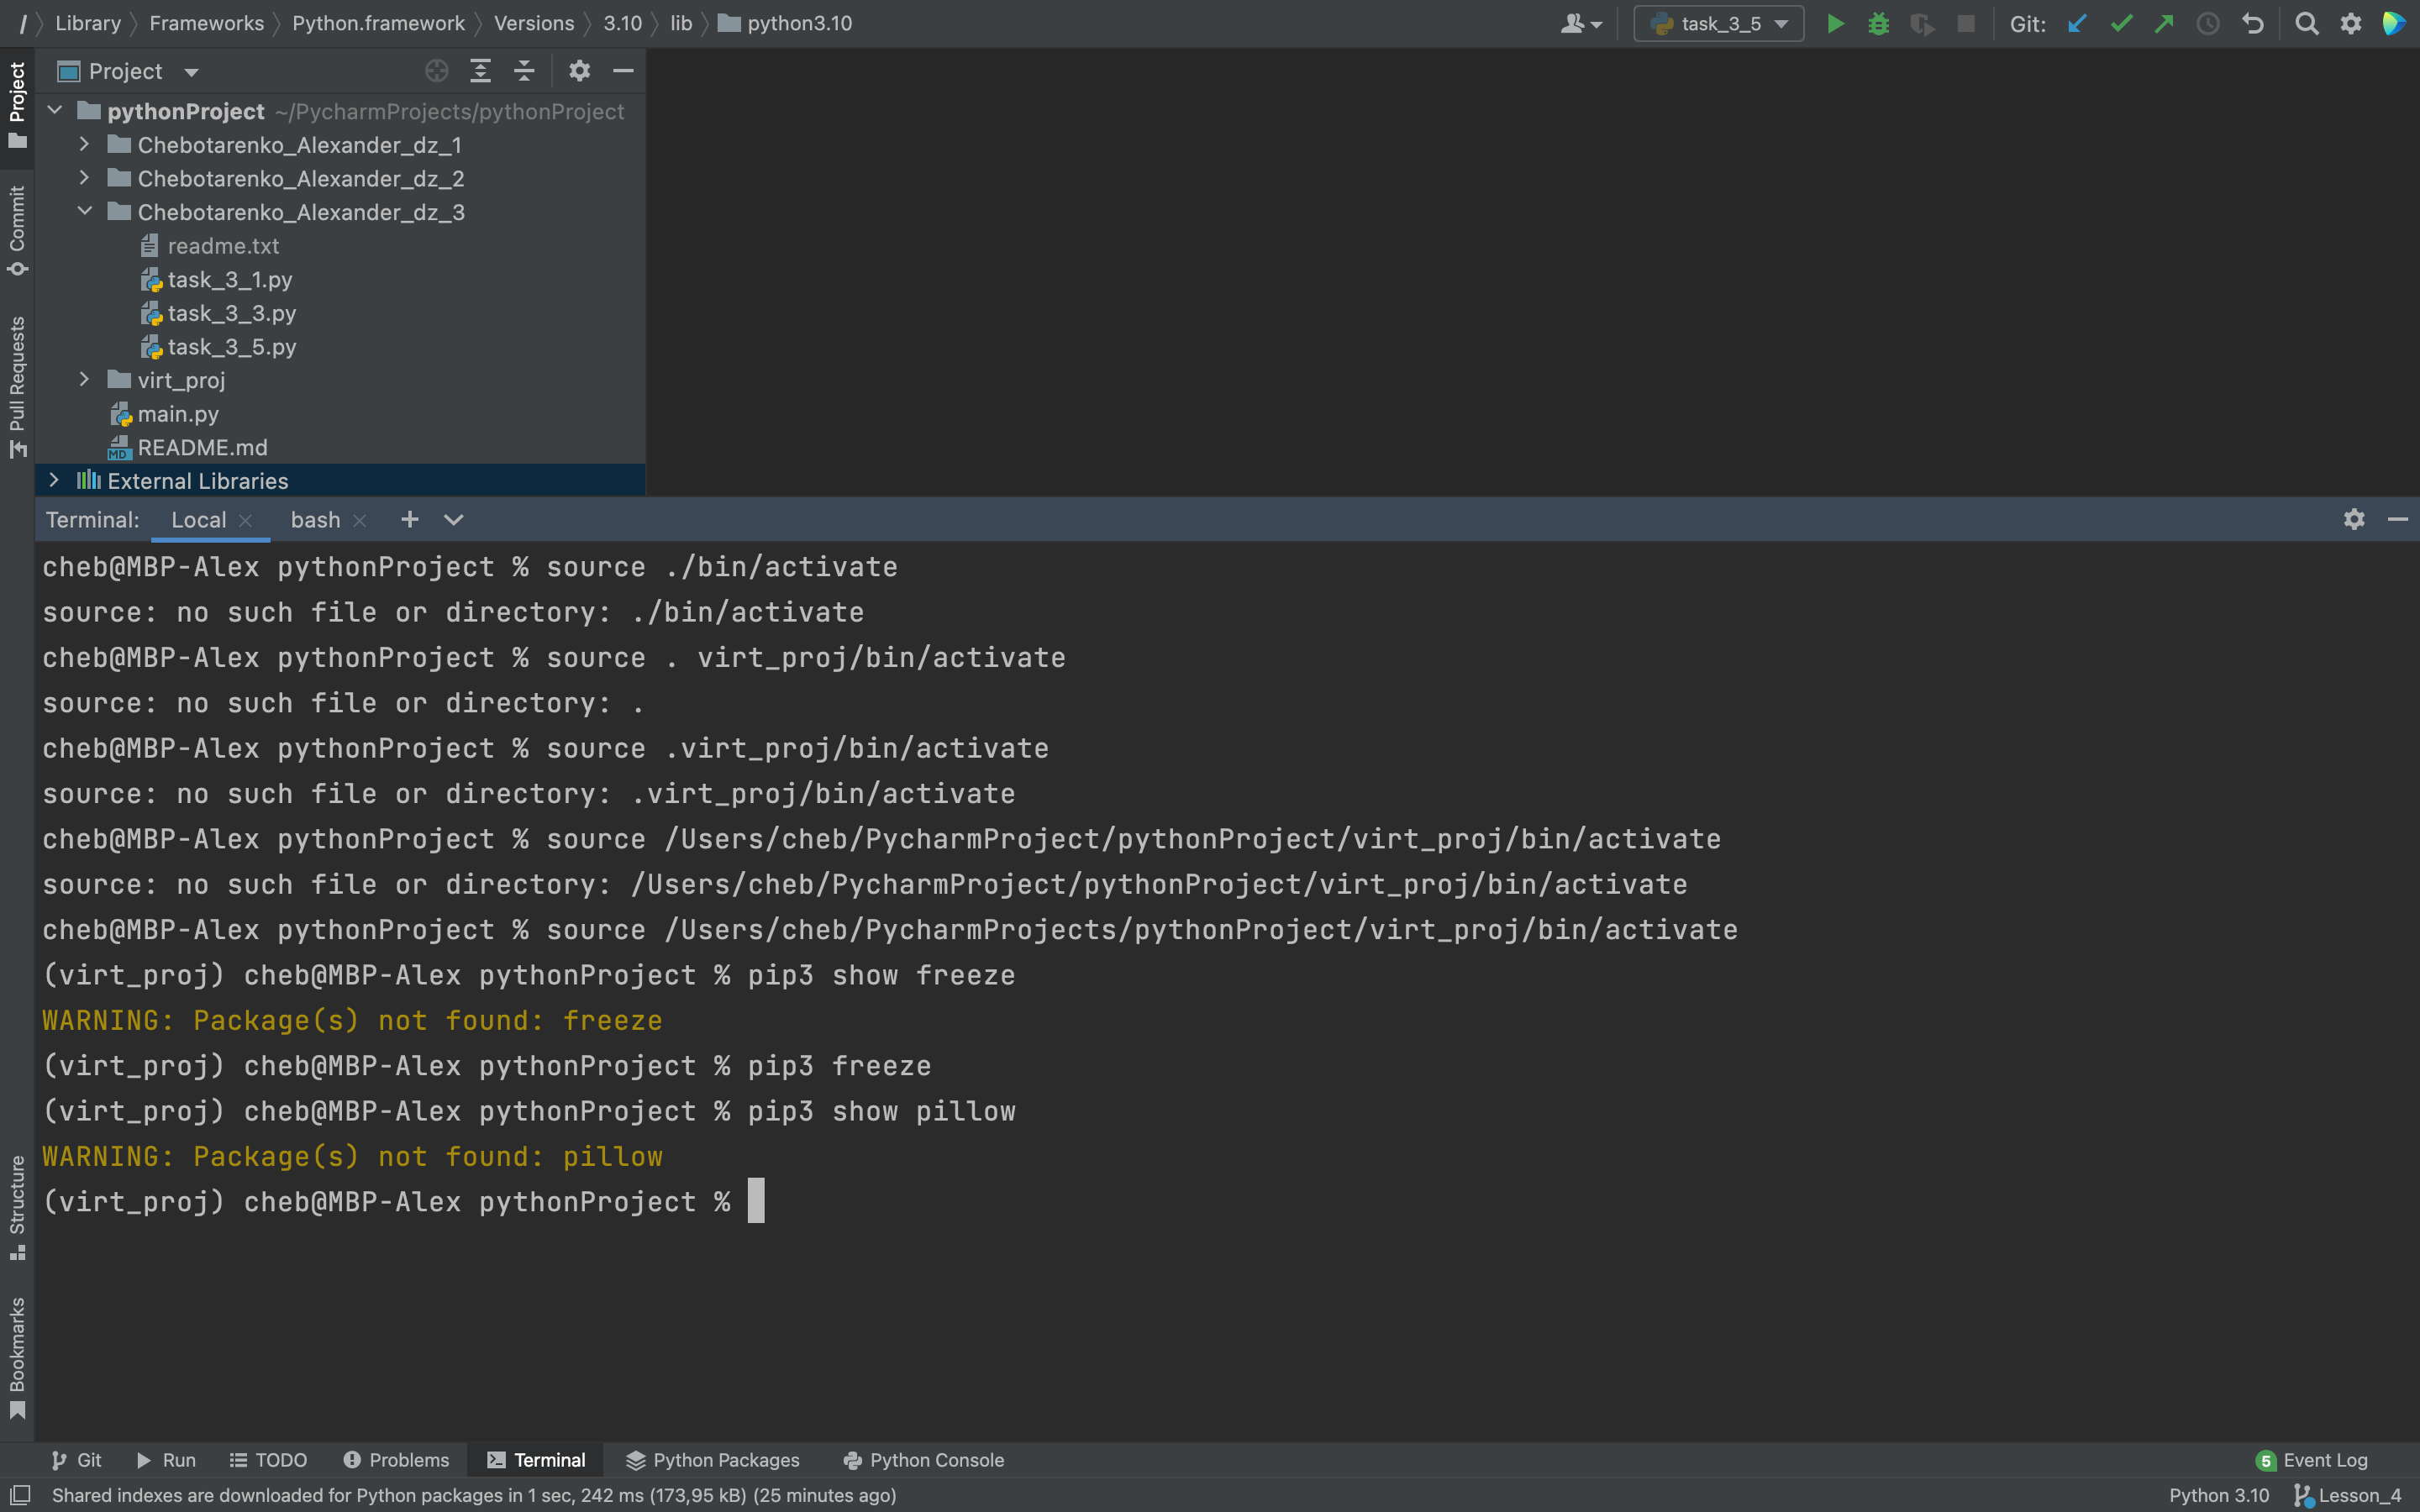 / Library Frameworks Python.framework Versions 3.10 lib python3.10 task_3_5 Git:
Project
Project
Commit
Pull Requests
Structure
Bookmarks
pythonProject ~/PycharmProjects/pythonProject
Chebotarenko_Alexander_dz_1
Chebotarenko_Alexander_dz_2
Chebotarenko_Alexander_dz_3
readme.txt
task_3_1.py
task_3_3.py
task_3_5.py
virt_proj
main.py
MD README.md
External Libraries
Terminal: Local bash
cheb@MBP-Alex pythonProject % source ./bin/activate
source: no such file or directory: ./bin/activate
cheb@MBP-Alex pythonProject % source . virt_proj/bin/activate
source: no such file or directory: .
cheb@MBP-Alex pythonProject % source .virt_proj/bin/activate
source: no such file or directory: .virt_proj/bin/activate
cheb@MBP-Alex pythonProject % source /Users/cheb/PycharmProject/pythonProject/virt_proj/bin/activate
source: no such file or directory: /Users/cheb/PycharmProject/pythonProject/virt_proj/bin/activate
cheb@MBP-Alex pythonProject % source /Users/cheb/PycharmProjects/pythonProject/virt_proj/bin/activate
(virt_proj) cheb@MBP-Alex pythonProject % pip3 show freeze
WARNING: Package(s) not found: freeze
(virt_proj) cheb@MBP-Alex pythonProject % pip3 freeze
(virt_proj) cheb@MBP-Alex pythonProject % pip3 show pillow
WARNING: Package(s) not found: pillow
(virt_proj) cheb@MBP-Alex pythonProject %
Git Run TODO Problems Terminal Python Packages Python Console 5 Event Log
Shared indexes are downloaded for Python packages in 1 sec, 242 ms (173,95 kB) (25 minutes ago) Python 3.10 Lesson_4